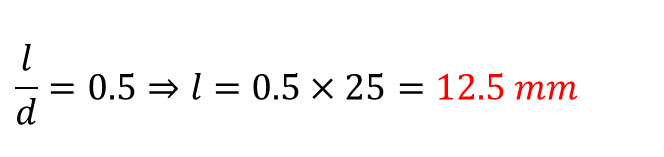 l/d = 0.5 ⇒ l = 0.5 × 25 = 12.5 mm